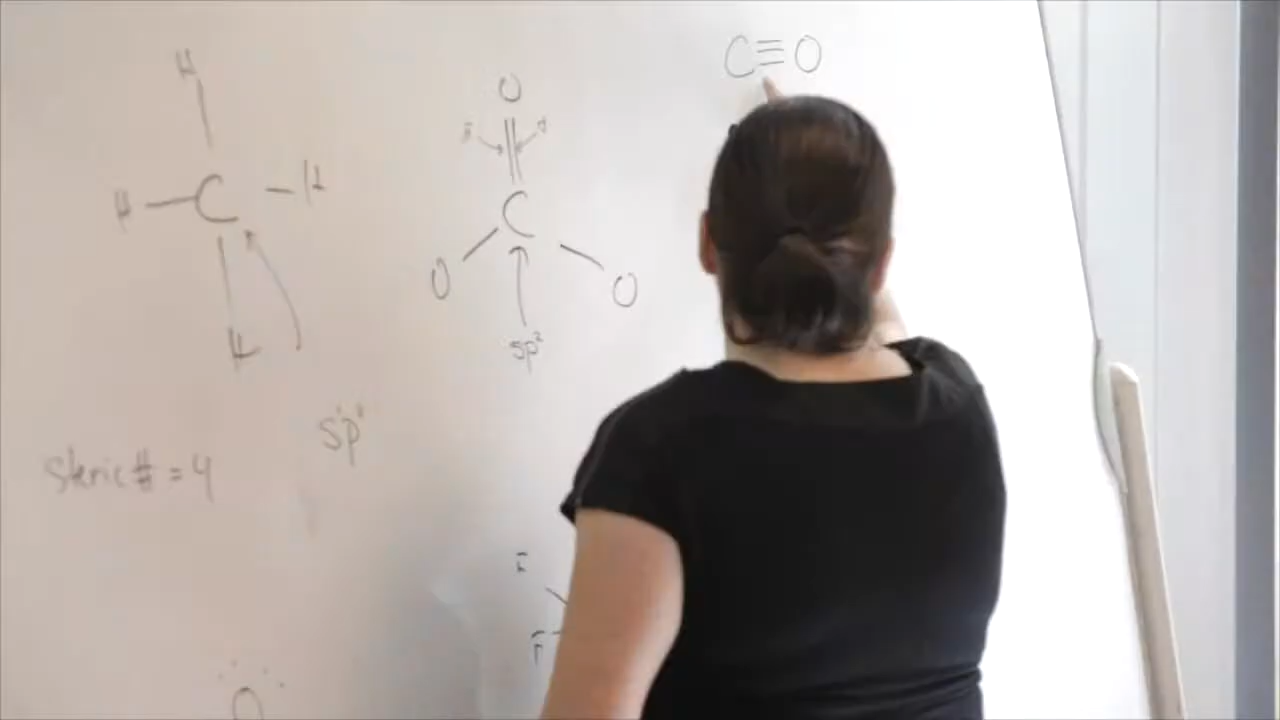 H
H C H
H
Steric # = 4
sp³
O
π σ
C
O O
sp²
C≡O
F
F
O